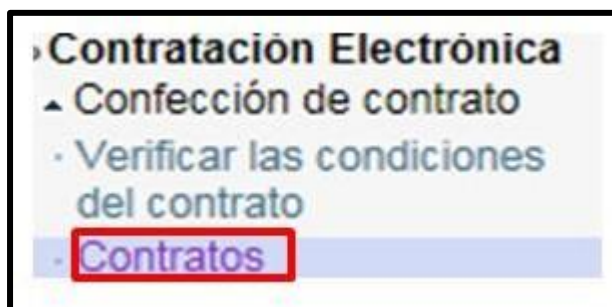 Contratación Electrónica
Confección de contrato
Verificar las condiciones
del contrato
Contratos